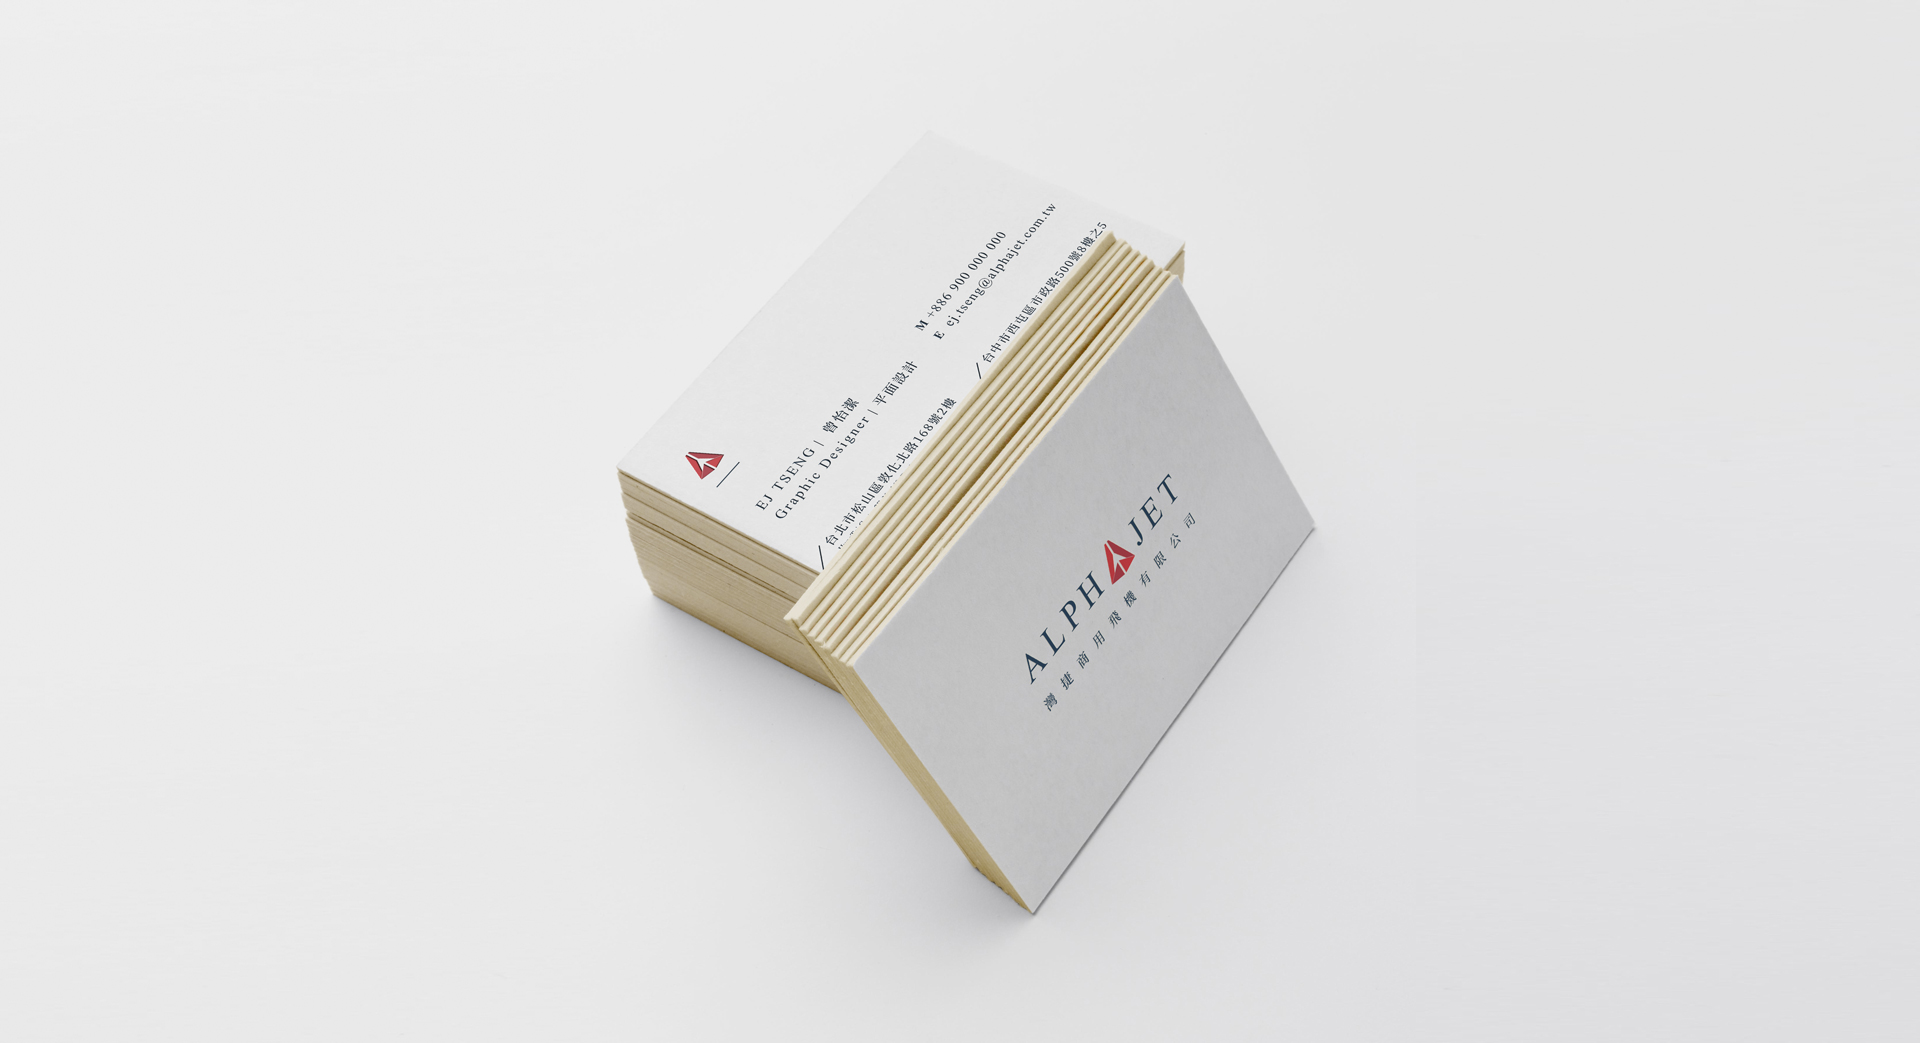 EJ TSENG | 曾怡潔
Graphic Designer | 平面設計
M +886 900 000 000
E ej.tseng@alphajet.com.tw
/ 台北市松山區敦化北路168號2樓
/ 台中市西屯區市政路500號8樓之5
ALPHAJET
灣捷商用飛機有限公司